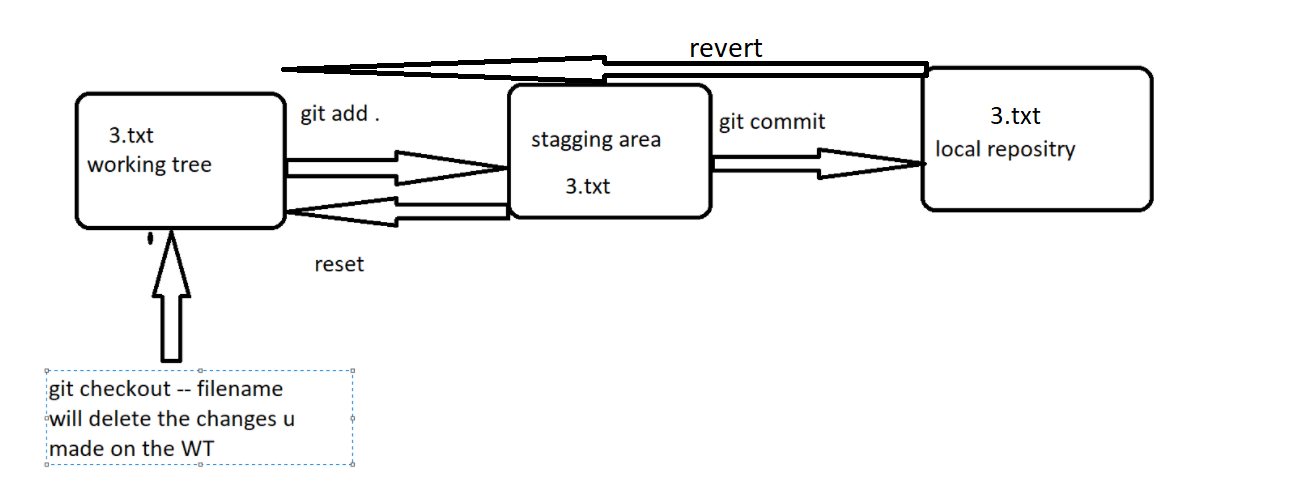 revert
git add .
git commit
3.txt
working tree
stagging area
3.txt
3.txt
local repositry
reset
git checkout -- filename
will delete the changes u
made on the WT